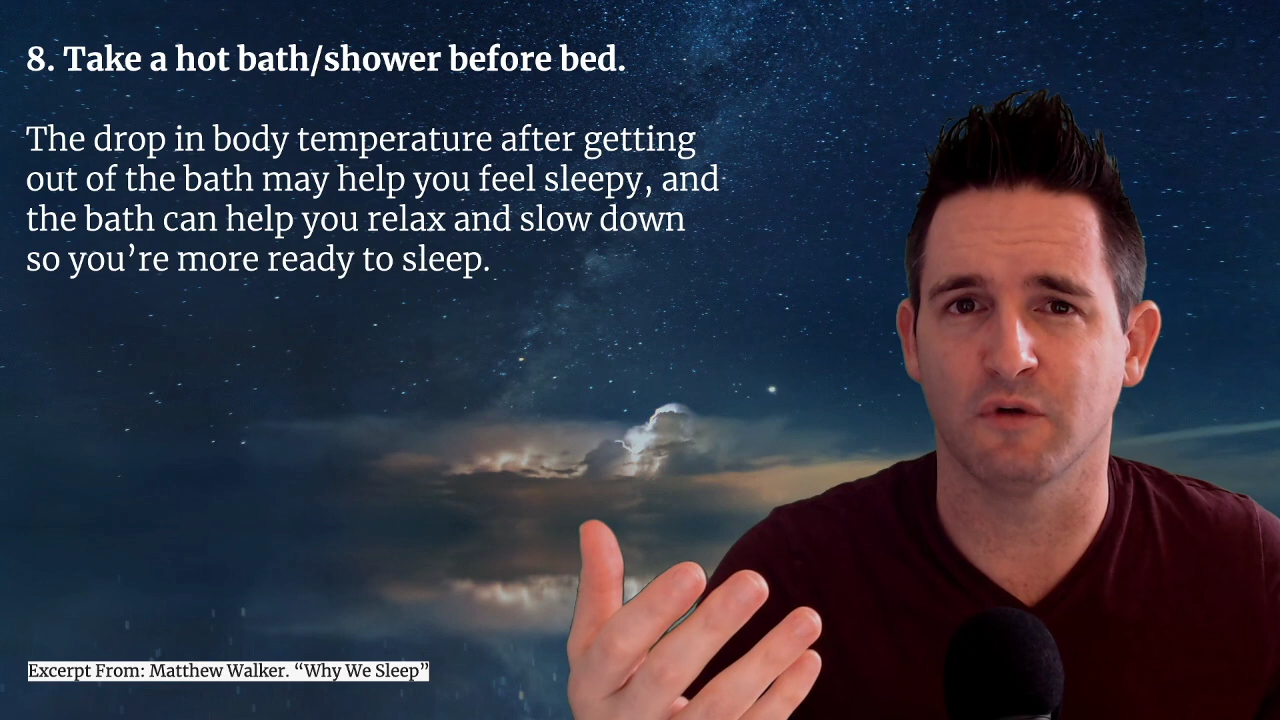 8. Take a hot bath/shower before bed.
The drop in body temperature after getting
out of the bath may help you feel sleepy, and
the bath can help you relax and slow down
so you’re more ready to sleep.
Excerpt From: Matthew Walker. “Why We Sleep”